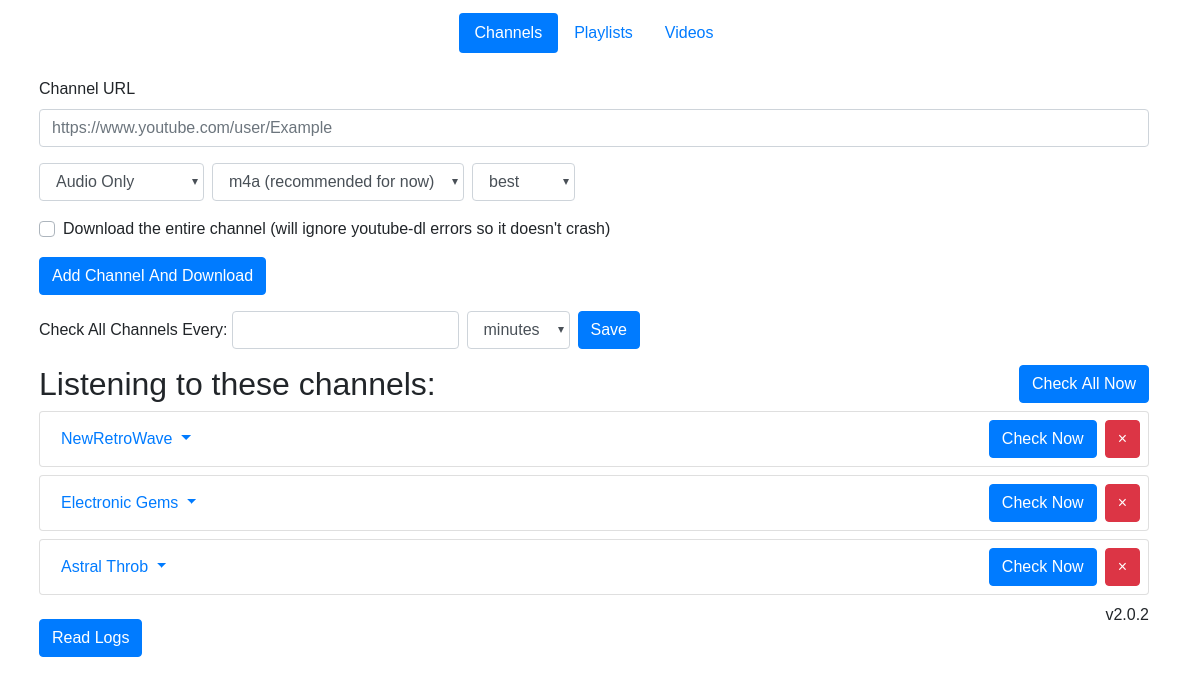 Channels Playlists Videos
Channel URL
https://www.youtube.com/user/Example
Audio Only m4a (recommended for now) best
Download the entire channel (will ignore youtube-dl errors so it doesn't crash)
Add Channel And Download
Check All Channels Every: minutes Save
Listening to these channels: Check All Now
NewRetroWave Check Now ×
Electronic Gems Check Now ×
Astral Throb Check Now ×
v2.0.2
Read Logs